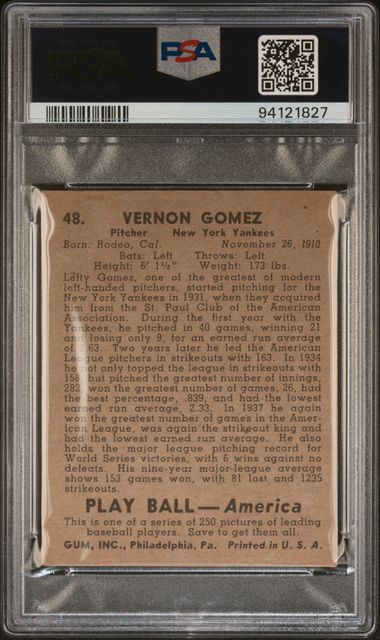 PSA
PSA
94121827
48. VERNON GOMEZ
Pitcher New York Yankees
Born: Rodeo, Cal. November 26, 1910
Bats: Left Throws: Left
Height: 6' 1½" Weight: 173 lbs.
Lefty Gomez, one of the greatest of modern
left-handed pitchers, started pitching for the
New York Yankees in 1931, when they acquired
him from the St. Paul Club of the American
Association. During the first year with the
Yankees, he pitched in 40 games, winning 21
and losing only 9, for an earned run average
of 2.63. Two years later he led the American
League pitchers in strikeouts with 163. In 1934
he not only topped the league in strikeouts with
158 but pitched the greatest number of innings,
282, won the greatest number of games, 26, had
the best percentage, .839, and had the lowest
earned run average, 2.33. In 1937 he again
won the greatest number of games in the Amer-
ican League, was again the strikeout king and
had the lowest earned run average. He also
holds the major league pitching record for
World Series victories, with 6 wins against no
defeats. His nine-year major-league average
shows 153 games won, with 81 lost and 1235
strikeouts.
PLAY BALL—America
This is one of a series of 250 pictures of leading
baseball players. Save to get them all.
GUM, INC., Philadelphia, Pa. Printed in U. S. A.